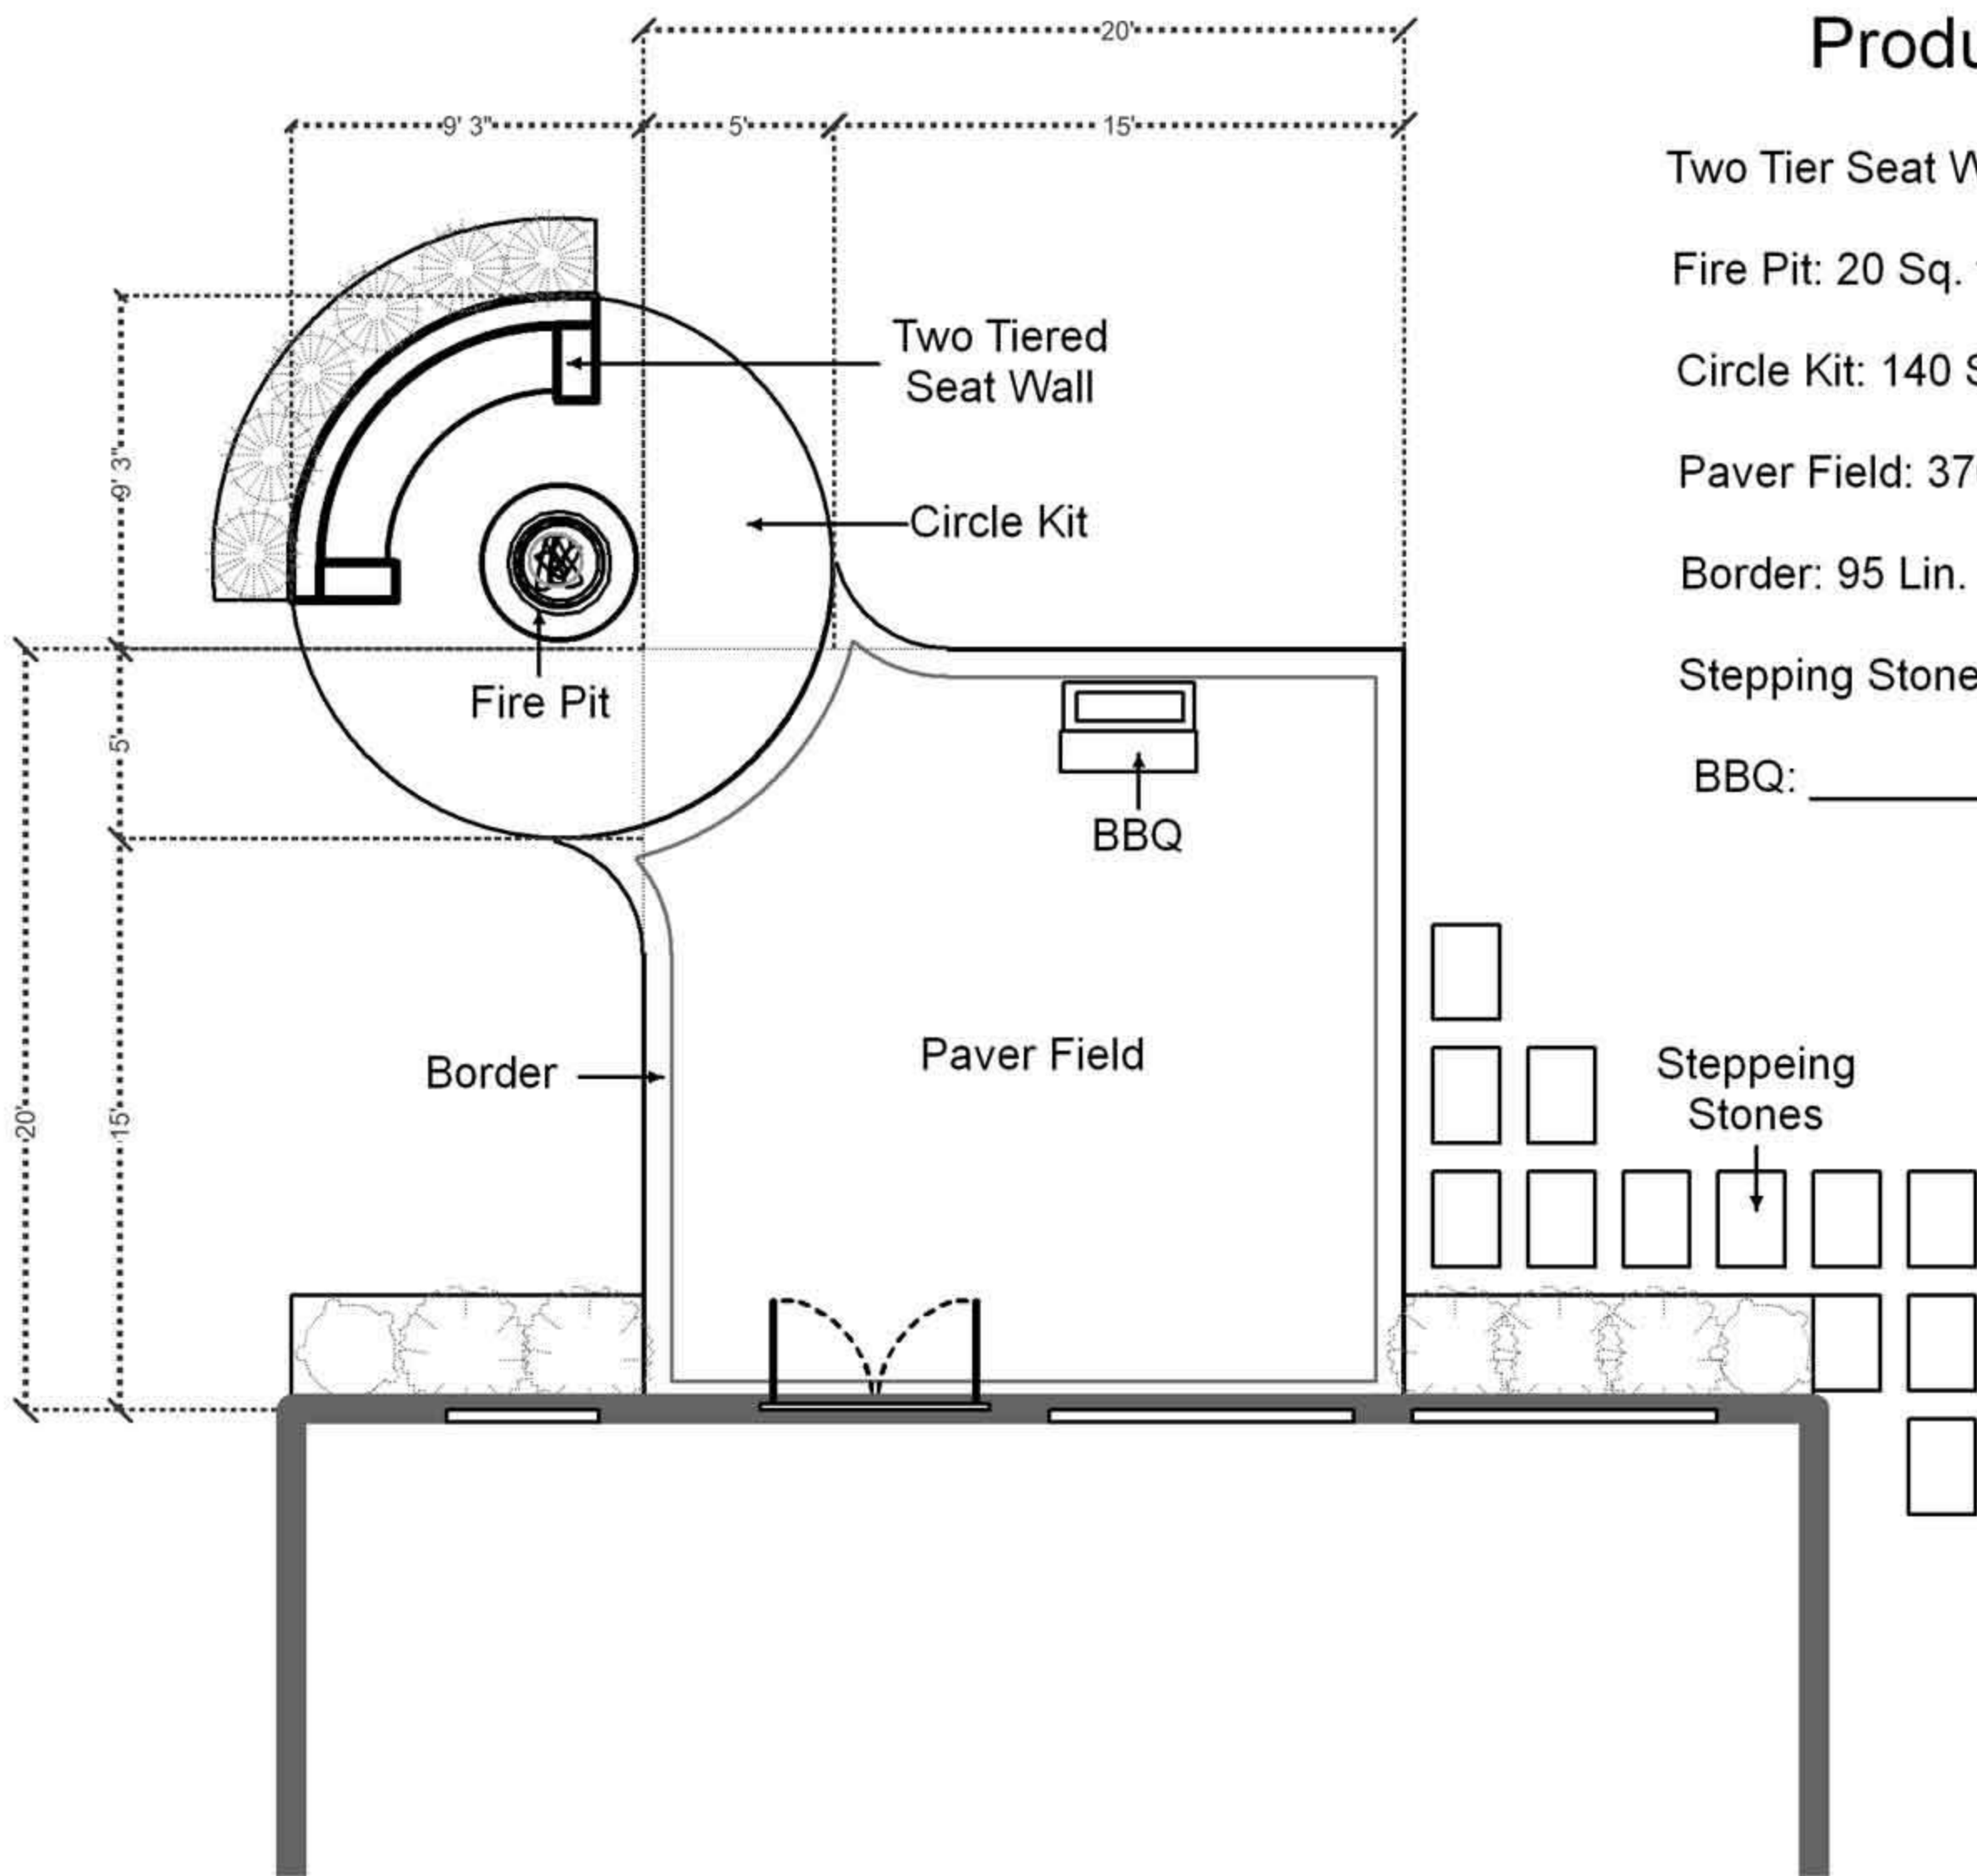 20'
Produ
9' 3"
5'
15'
Two Tier Seat W
Fire Pit: 20 Sq.
Two Tiered
Seat Wall
Circle Kit: 140 S
9' 3"
Paver Field: 37
Circle Kit
Border: 95 Lin.
Stepping Stone
Fire Pit
5'
BBQ:
BBQ
Border
Paver Field
Steppeing
Stones
20'
15'